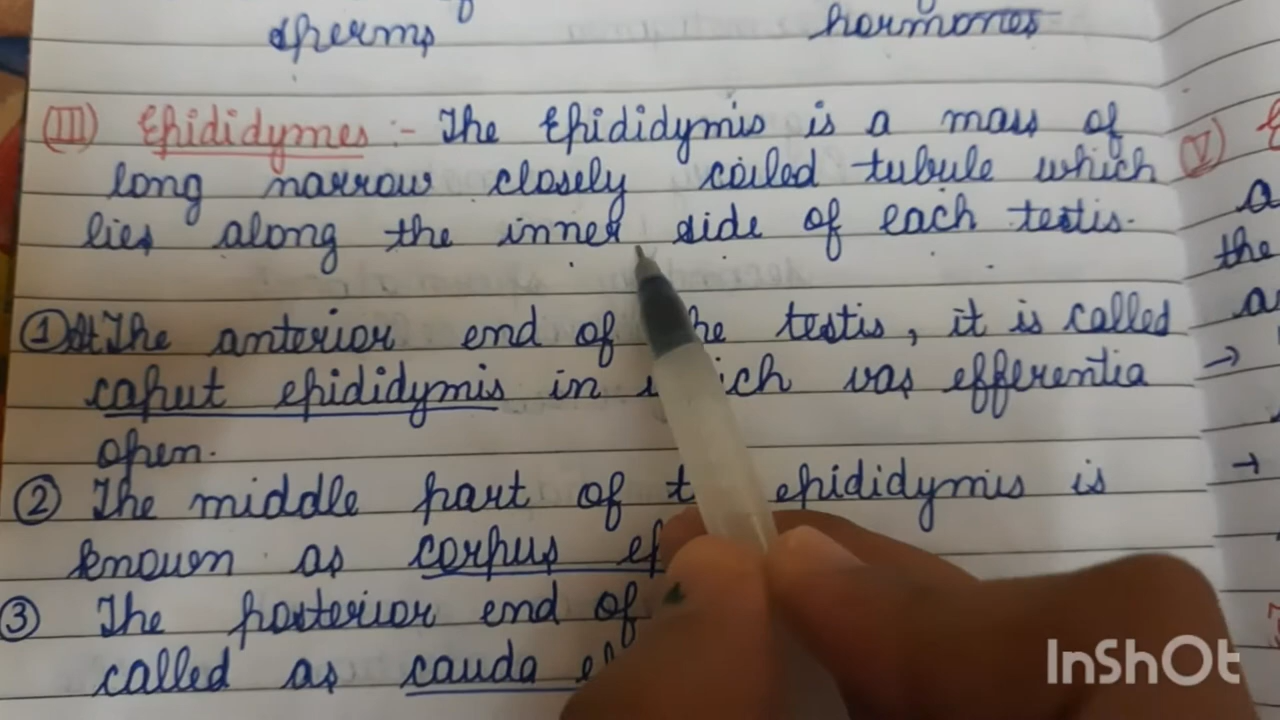 sperms hormones
(III) Epididymes :- The Epididymis is a mass of
long narrow closely coiled tubule which
lies along the inner side of each testis.
① At The anterior end of the testis, it is called
caput epididymis in which vas efferentia
open.
② The middle part of epididymis is
known as corpus
③ The posterior end of
called as cauda
(V)
the
→
→
InShOt